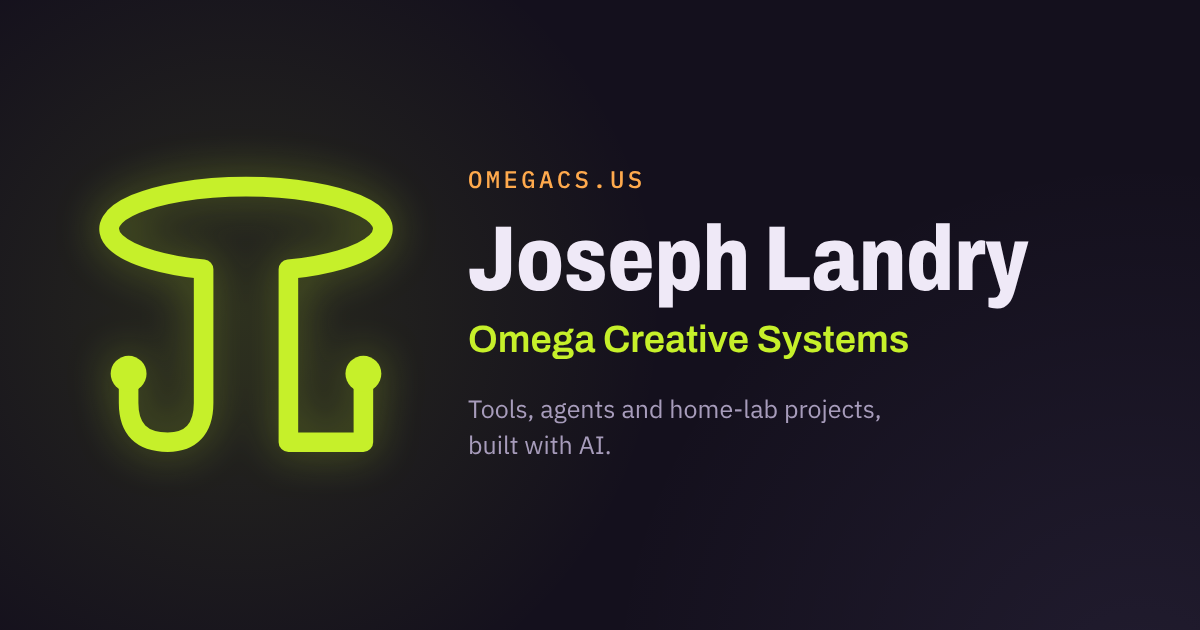 OMEGACS.US
Joseph Landry
Omega Creative Systems
Tools, agents and home-lab projects,
built with AI.